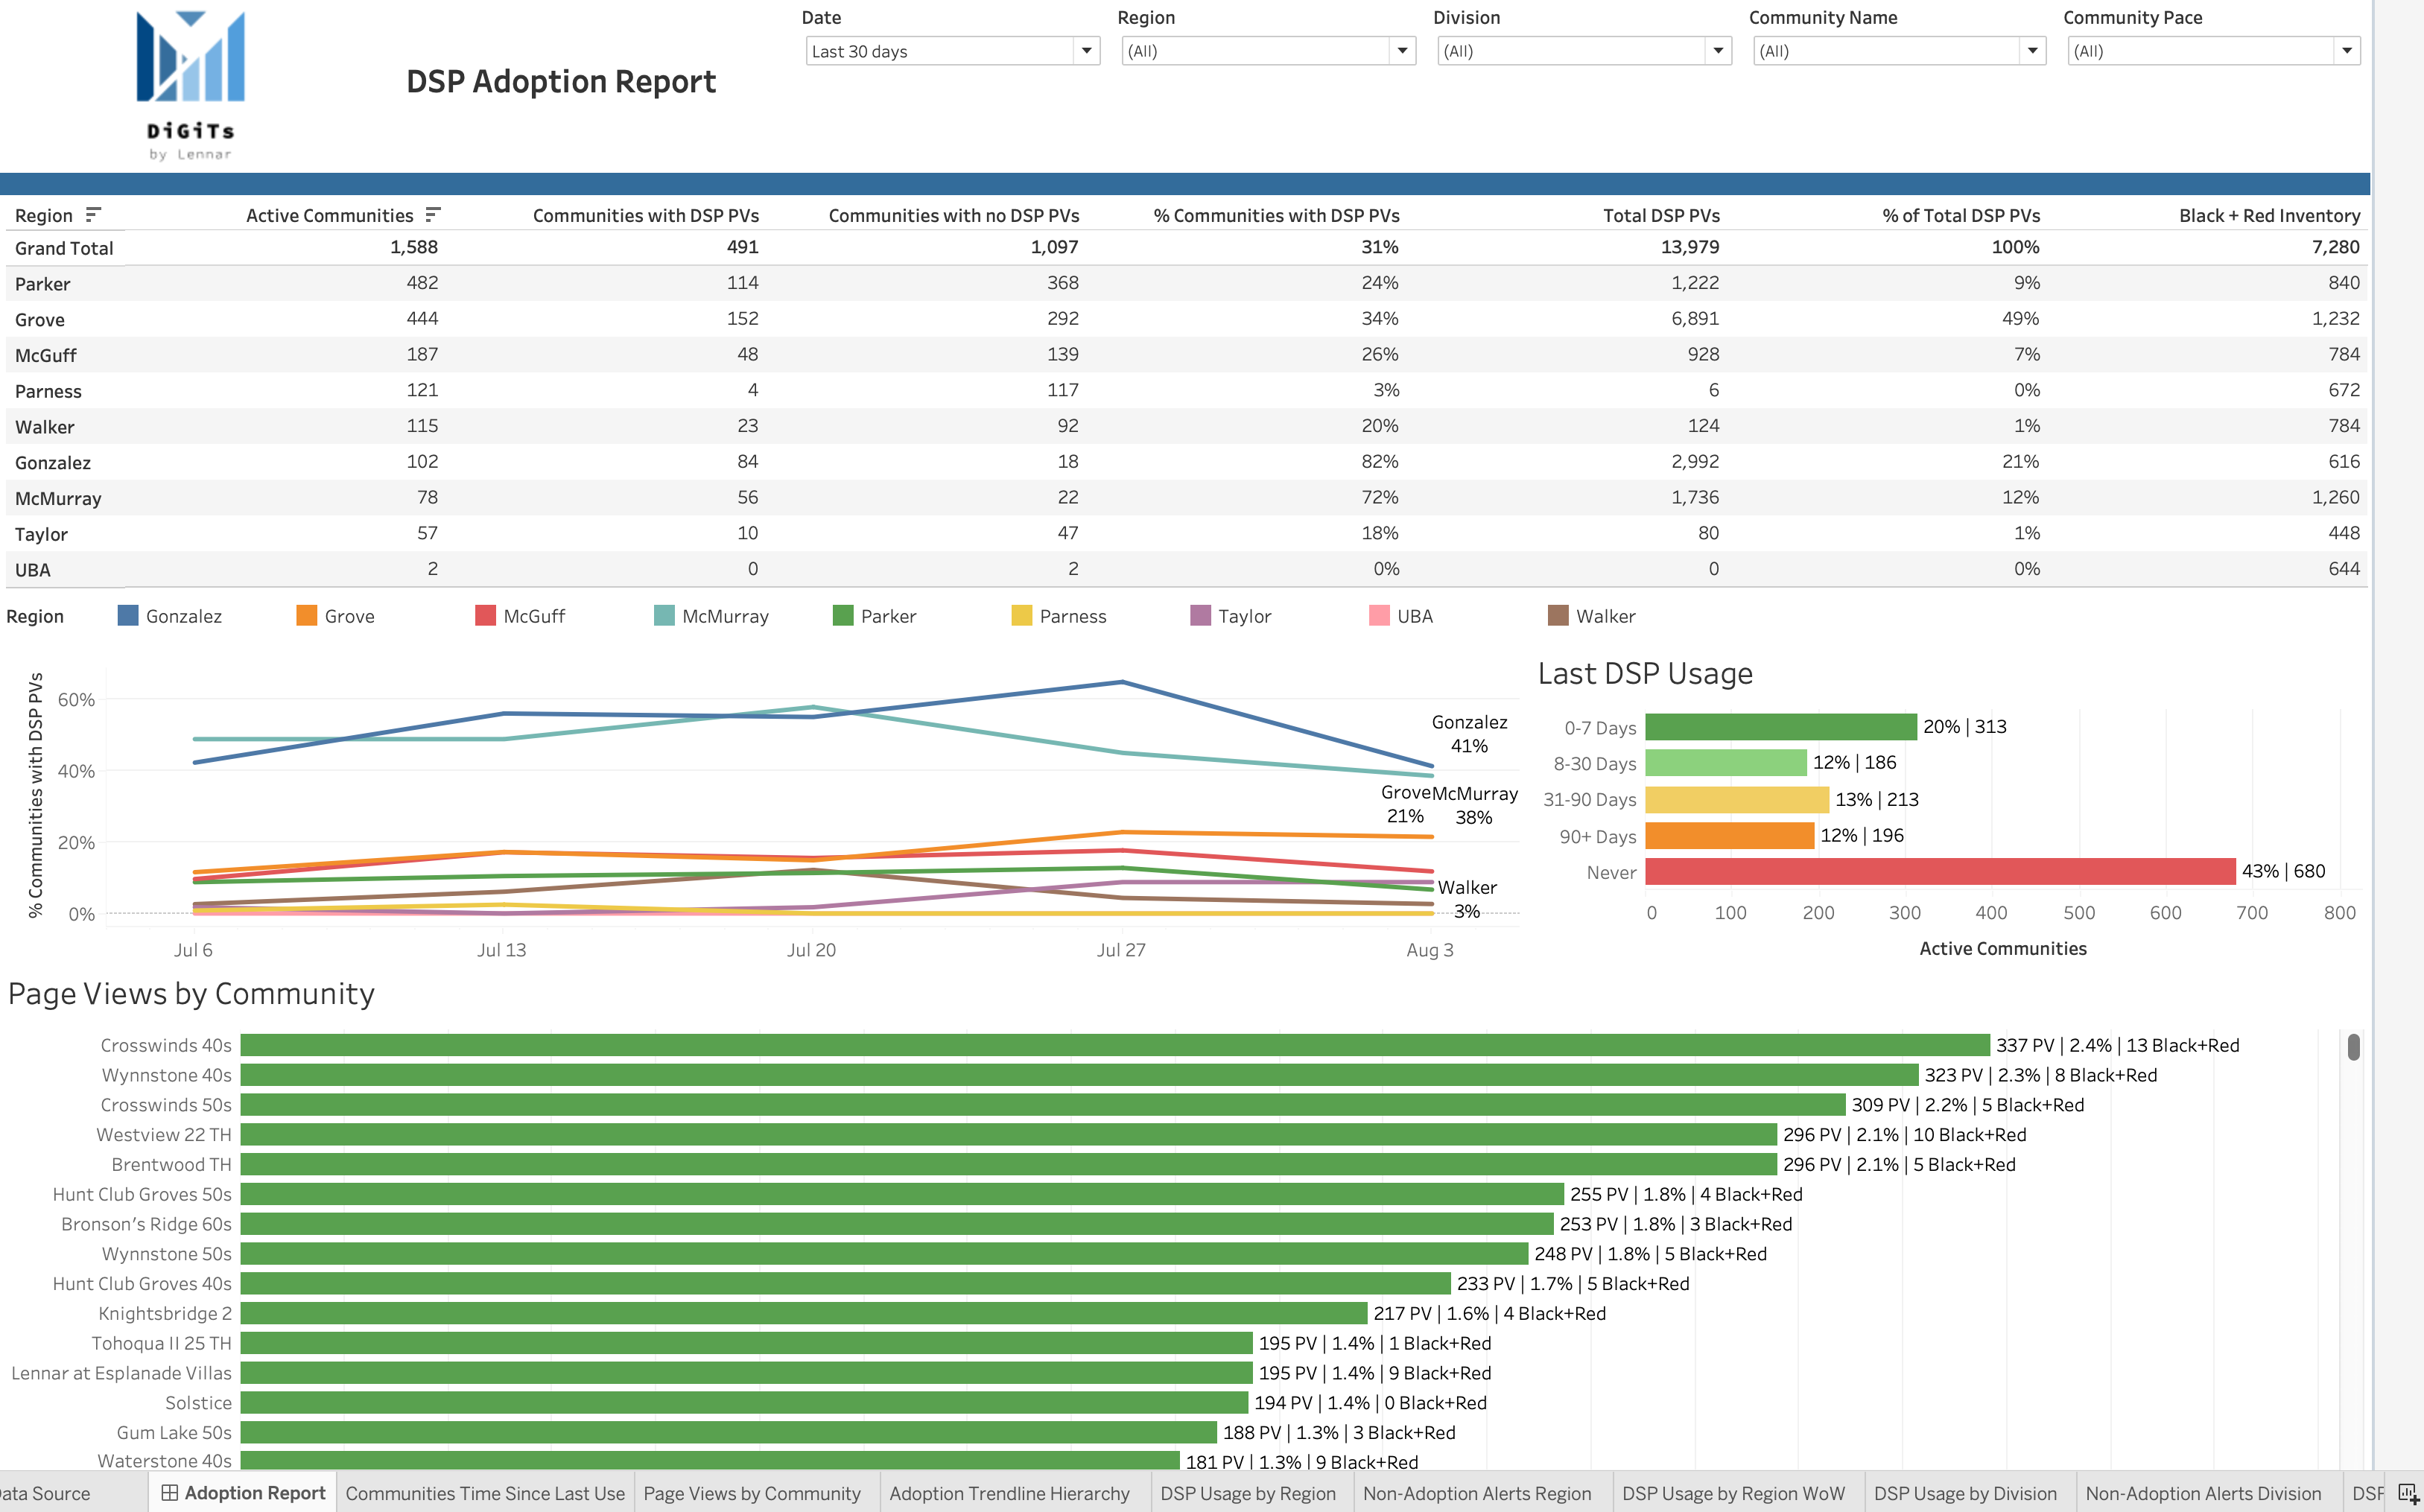 Date Region Division Community Name Community Pace
Last 30 days (All) (All) (All) (All)
DSP Adoption Report
DiGiTs
by Lennar
Region Active Communities Communities with DSP PVs Communities with no DSP PVs % Communities with DSP PVs Total DSP PVs % of Total DSP PVs Black + Red Inventory
Grand Total 1,588 491 1,097 31% 13,979 100% 7,280
Parker 482 114 368 24% 1,222 9% 840
Grove 444 152 292 34% 6,891 49% 1,232
McGuff 187 48 139 26% 928 7% 784
Parness 121 4 117 3% 6 0% 672
Walker 115 23 92 20% 124 1% 784
Gonzalez 102 84 18 82% 2,992 21% 616
McMurray 78 56 22 72% 1,736 12% 1,260
Taylor 57 10 47 18% 80 1% 448
UBA 2 0 2 0% 0 0% 644
Region Gonzalez Grove McGuff McMurray Parker Parness Taylor UBA Walker
% Communities with DSP PVs
60%
40%
20%
0%
Gonzalez
41%
Grove McMurray
21% 38%
Walker
3%
Jul 6 Jul 13 Jul 20 Jul 27 Aug 3
Last DSP Usage
0-7 Days 20% | 313
8-30 Days 12% | 186
31-90 Days 13% | 213
90+ Days 12% | 196
Never 43% | 680
0 100 200 300 400 500 600 700 800
Active Communities
Page Views by Community
Crosswinds 40s 337 PV | 2.4% | 13 Black+Red
Wynnstone 40s 323 PV | 2.3% | 8 Black+Red
Crosswinds 50s 309 PV | 2.2% | 5 Black+Red
Westview 22 TH 296 PV | 2.1% | 10 Black+Red
Brentwood TH 296 PV | 2.1% | 5 Black+Red
Hunt Club Groves 50s 255 PV | 1.8% | 4 Black+Red
Bronson's Ridge 60s 253 PV | 1.8% | 3 Black+Red
Wynnstone 50s 248 PV | 1.8% | 5 Black+Red
Hunt Club Groves 40s 233 PV | 1.7% | 5 Black+Red
Knightsbridge 2 217 PV | 1.6% | 4 Black+Red
Tohoqua II 25 TH 195 PV | 1.4% | 1 Black+Red
Lennar at Esplanade Villas 195 PV | 1.4% | 9 Black+Red
Solstice 194 PV | 1.4% | 0 Black+Red
Gum Lake 50s 188 PV | 1.3% | 3 Black+Red
Waterstone 40s 181 PV | 1.3% | 9 Black+Red
ata Source Adoption Report Communities Time Since Last Use Page Views by Community Adoption Trendline Hierarchy DSP Usage by Region Non-Adoption Alerts Region DSP Usage by Region WoW DSP Usage by Division Non-Adoption Alerts Division DSF